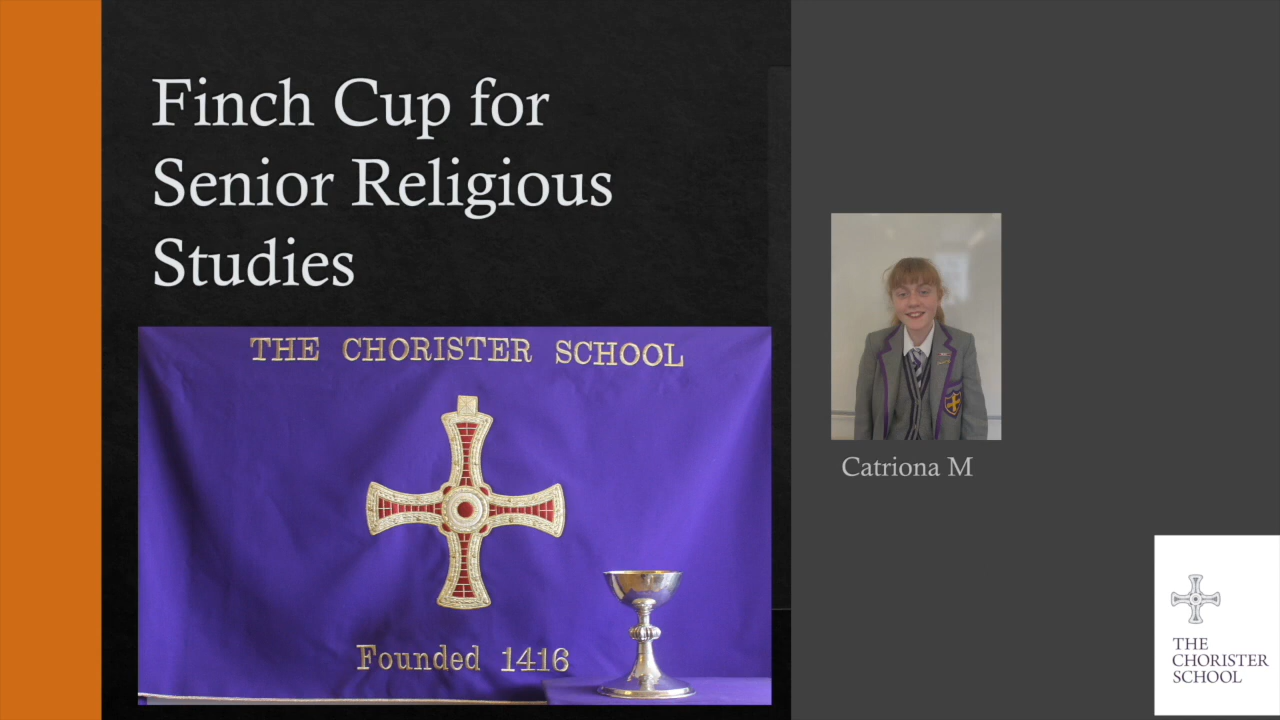 Finch Cup for
Senior Religious
Studies
THE CHORISTER SCHOOL
Founded 1416
Catriona M
THE
CHORISTER
SCHOOL